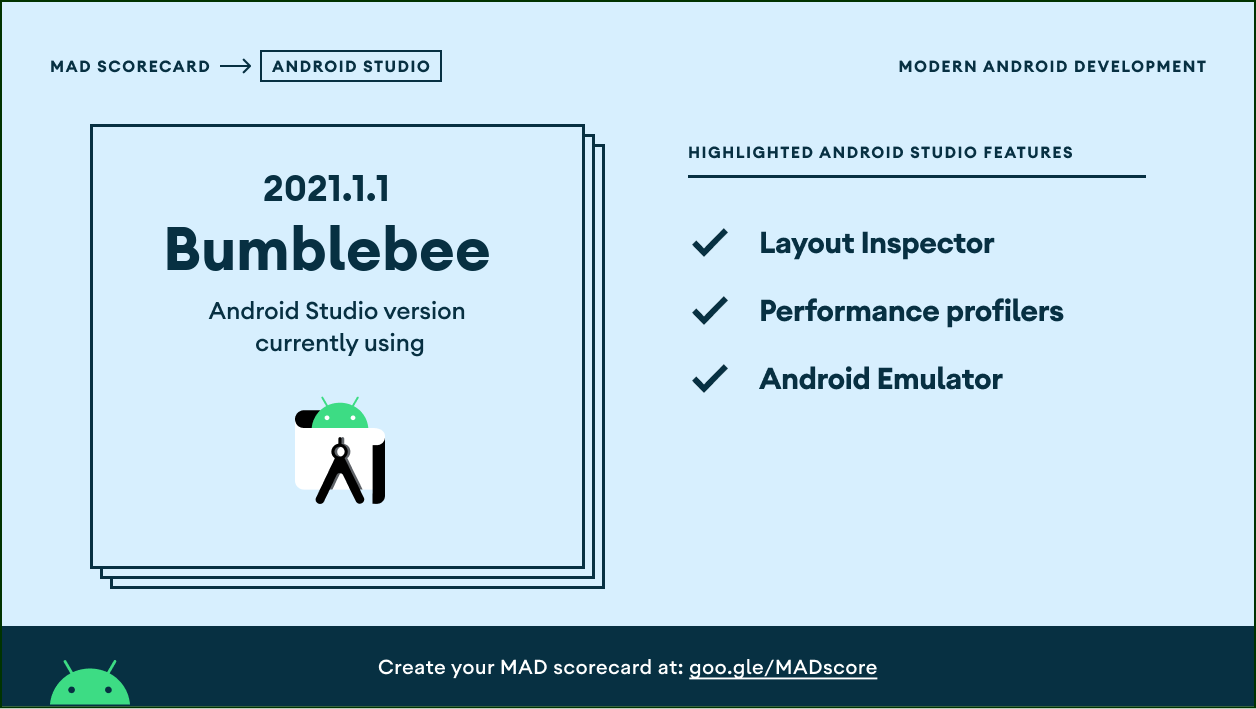 MAD SCORECARD
ANDROID STUDIO
MODERN ANDROID DEVELOPMENT
2021.1.1
Bumblebee
Android Studio version
currently using
HIGHLIGHTED ANDROID STUDIO FEATURES
Layout Inspector
Performance profilers
Android Emulator
Create your MAD scorecard at: goo.gle/MADscore